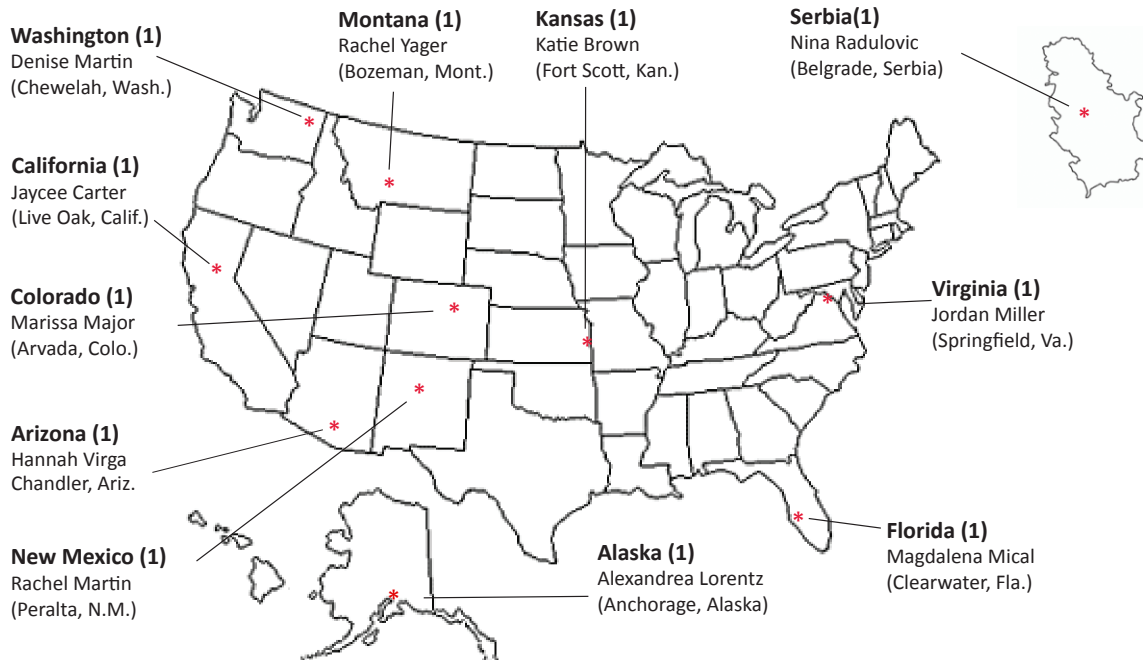 Washington (1)
Denise Martin
(Chewelah, Wash.)
Montana (1)
Rachel Yager
(Bozeman, Mont.)
Kansas (1)
Katie Brown
(Fort Scott, Kan.)
Serbia(1)
Nina Radulovic
(Belgrade, Serbia)
California (1)
Jaycee Carter
(Live Oak, Calif.)
Colorado (1)
Marissa Major
(Arvada, Colo.)
Virginia (1)
Jordan Miller
(Springfield, Va.)
Arizona (1)
Hannah Virga
Chandler, Ariz.
New Mexico (1)
Rachel Martin
(Peralta, N.M.)
Alaska (1)
Alexandrea Lorentz
(Anchorage, Alaska)
Florida (1)
Magdalena Mical
(Clearwater, Fla.)